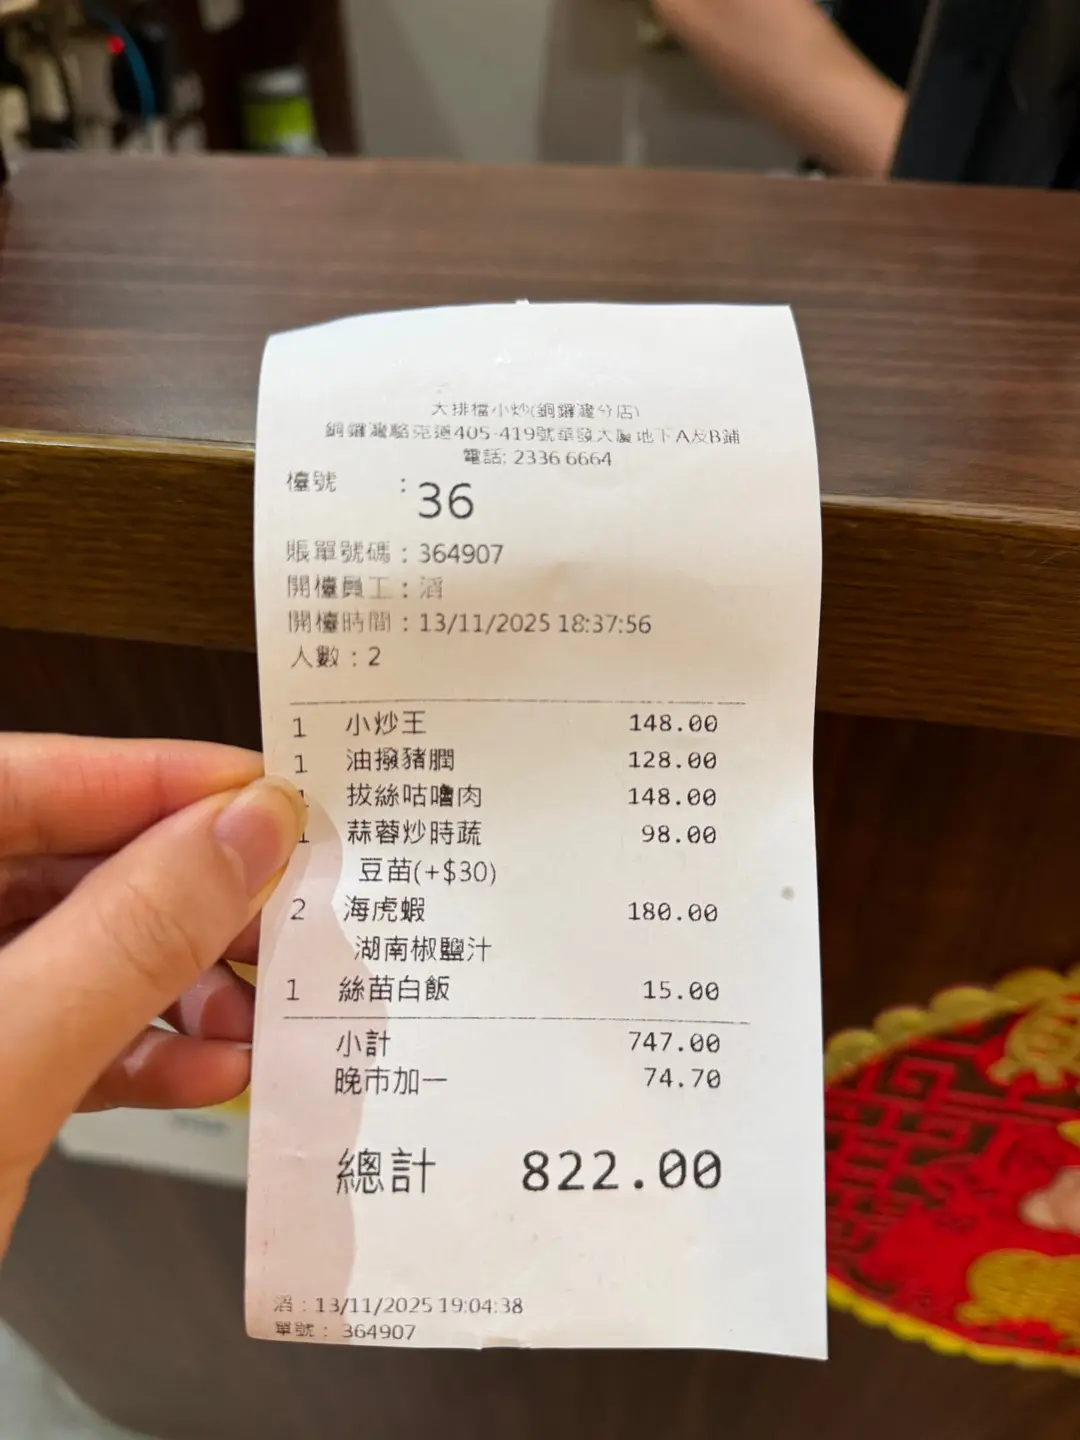 大排檔小炒(銅鑼灣分店)
銅鑼灣駱克道405-419號華發大廈地下A及B鋪
電話: 2336 6664
檯號 : 36
賬單號碼 : 364907
開檯員工 : 滔
開檯時間 : 13/11/2025 18:37:56
人數 : 2
1 小炒王 148.00
1 油撥豬膶 128.00
1 拔絲咕嚕肉 148.00
1 蒜蓉炒時蔬 98.00
豆苗(+$30)
2 海虎蝦 180.00
湖南椒鹽汁
1 絲苗白飯 15.00
小計 747.00
晚市加一 74.70
總計 822.00
滔 : 13/11/2025 19:04:38
單號 : 364907